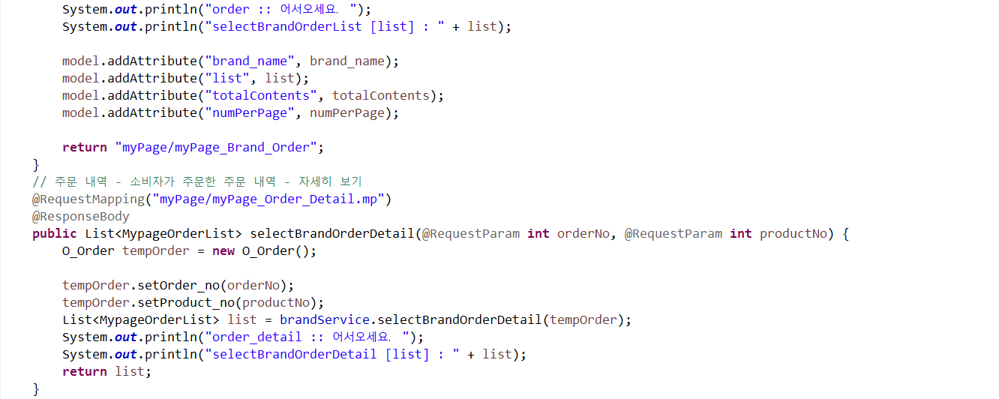 System.out.println("order :: 어서오세요. ");
System.out.println("selectBrandOrderList [list] : " + list);
model.addAttribute("brand_name", brand_name);
model.addAttribute("list", list);
model.addAttribute("totalContents", totalContents);
model.addAttribute("numPerPage", numPerPage);
return "myPage/myPage_Brand_Order";
}
// 주문 내역 - 소비자가 주문한 주문 내역 - 자세히 보기
@RequestMapping("myPage/myPage_Order_Detail.mp")
@ResponseBody
public List<MypageOrderList> selectBrandOrderDetail(@RequestParam int orderNo, @RequestParam int productNo) {
O_Order tempOrder = new O_Order();
tempOrder.setOrder_no(orderNo);
tempOrder.setProduct_no(productNo);
List<MypageOrderList> list = brandService.selectBrandOrderDetail(tempOrder);
System.out.println("order_detail :: 어서오세요. ");
System.out.println("selectBrandOrderDetail [list] : " + list);
return list;
}